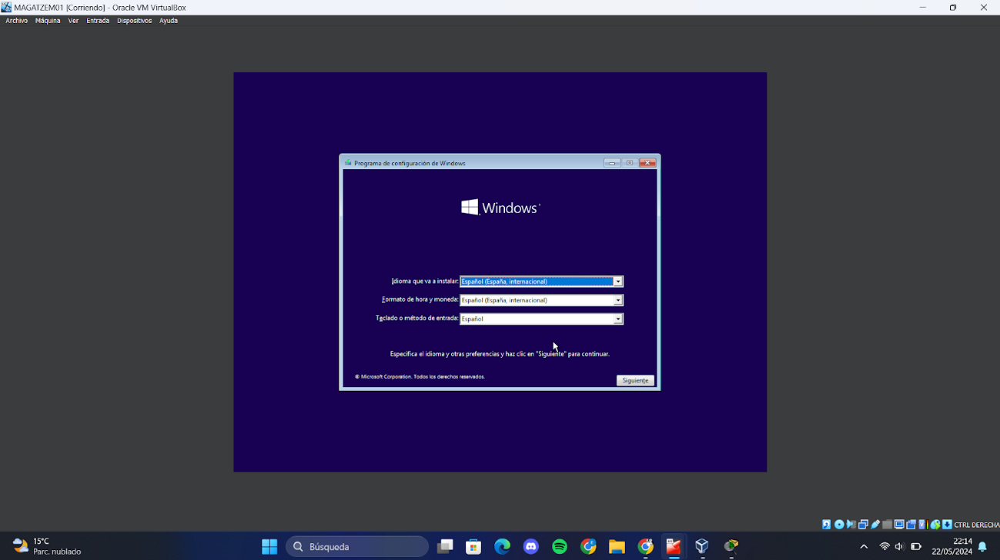 MAGATZEM01 [Corriendo] - Oracle VM VirtualBox
Archivo Máquina Ver Entrada Dispositivos Ayuda
Programa de configuración de Windows
Windows
Idioma que va a instalar: Español (España, internacional)
Formato de hora y moneda: Español (España, internacional)
Teclado o método de entrada: Español
Especifica el idioma y otras preferencias y haz clic en "Siguiente" para continuar.
© Microsoft Corporation. Todos los derechos reservados.
Siguiente
CTRL DERECHA
15°C
Parc. nublado
Búsqueda
22:14
22/05/2024